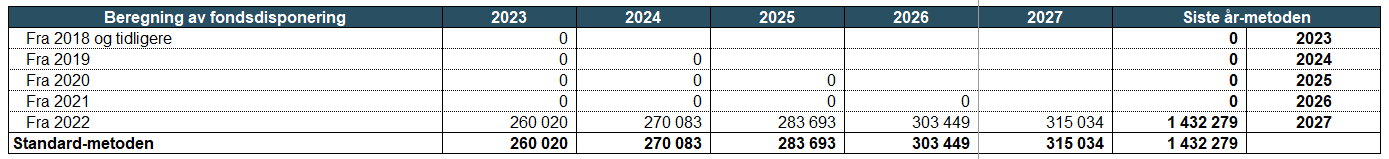 Beregning av fondsdisponering 2023 2024 2025 2026 2027 Siste år-metoden
Fra 2018 og tidligere 0 0 2023
Fra 2019 0 0 0 2024
Fra 2020 0 0 0 0 2025
Fra 2021 0 0 0 0 0 2026
Fra 2022 260 020 270 083 283 693 303 449 315 034 1 432 279 2027
Standard-metoden 260 020 270 083 283 693 303 449 315 034 1 432 279